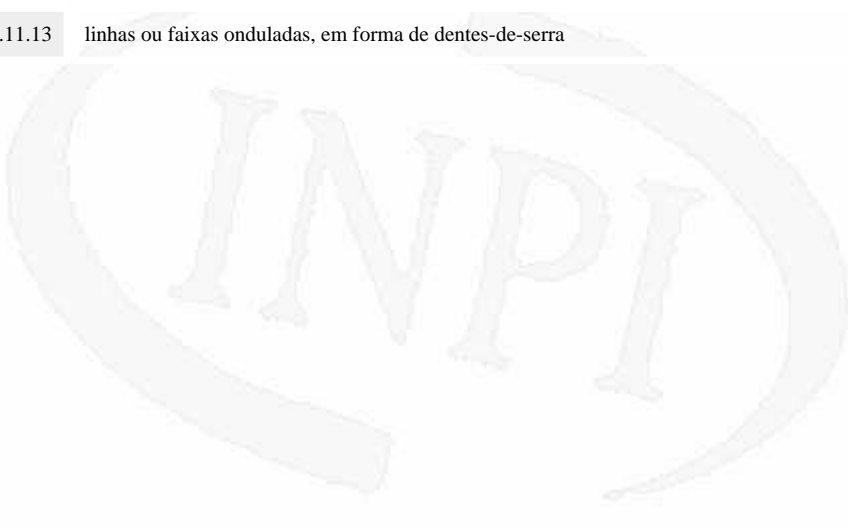 .11.13 linhas ou faixas onduladas, em forma de dentes-de-serra
INPI